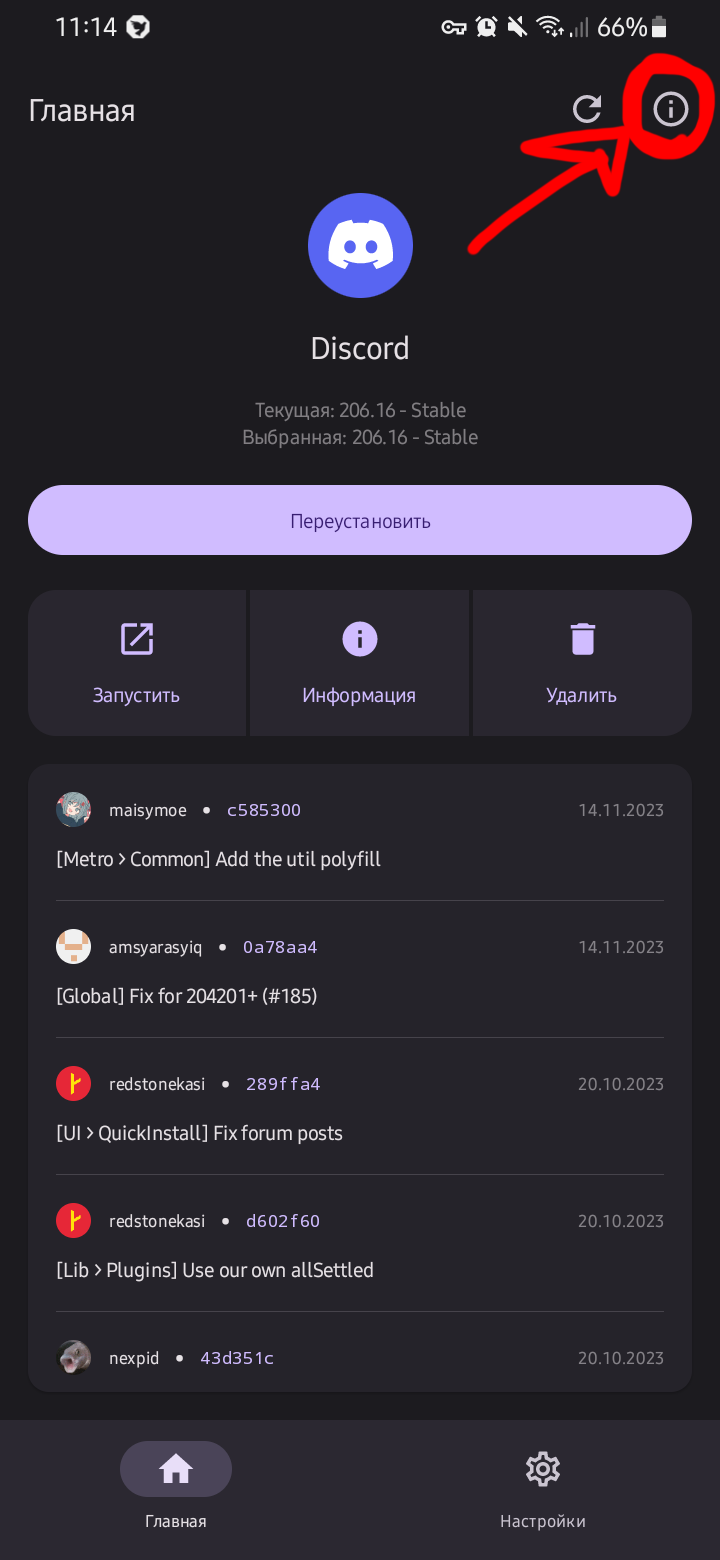 11:14
66%
Главная
Discord
Текущая: 206.16 - Stable
Выбранная: 206.16 - Stable
Переустановить
Запустить
Информация
Удалить
maisymoe • c585300 14.11.2023
[Metro > Common] Add the util polyfill
amsyarasyiq • 0a78aa4 14.11.2023
[Global] Fix for 204201+ (#185)
redstonekasi • 289ffa4 20.10.2023
[UI > QuickInstall] Fix forum posts
redstonekasi • d602f60 20.10.2023
[Lib > Plugins] Use our own allSettled
nexpid • 43d351c 20.10.2023
Главная
Настройки